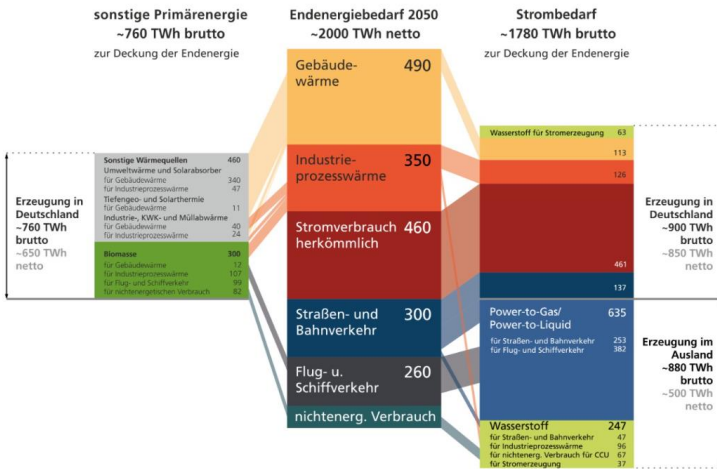 sonstige Primärenergie
~760 TWh brutto
zur Deckung der Endenergie
Endenergiebedarf 2050
~2000 TWh netto
Strombedarf
~1780 TWh brutto
zur Deckung der Endenergie
Erzeugung in
Deutschland
~760 TWh
brutto
~650 TWh
netto
Sonstige Wärmequellen 460
Umweltwärme und Solarabsorber
für Gebäudewärme 340
für Industrieprozesswärme 47
Tiefengeo- und Solarthermie
für Gebäudewärme 11
Industrie-, KWK- und Müllabwärme
für Gebäudewärme 40
für Industrieprozesswärme 24
Biomasse 300
für Gebäudewärme 12
für Industrieprozesswärme 107
für Flug- und Schiffverkehr 99
für nichtenergetischen Verbrauch 82
Gebäude- 490
wärme
Industrie- 350
prozesswärme
Stromverbrauch 460
herkömmlich
Straßen- und 300
Bahnverkehr
Flug- u. 260
Schiffverkehr
nichtenerg. Verbrauch
Wasserstoff für Stromerzeugung 63
113
126
461
137
Power-to-Gas/ 635
Power-to-Liquid
für Straßen- und Bahnverkehr 253
für Flug- und Schiffverkehr 382
Wasserstoff 247
für Straßen- und Bahnverkehr 47
für Industrieprozesswärme 96
für nichtenerg. Verbrauch für CCU 67
für Stromerzeugung 37
Erzeugung in
Deutschland
~900 TWh
brutto
~850 TWh
netto
Erzeugung im
Ausland
~880 TWh
brutto
~500 TWh
netto